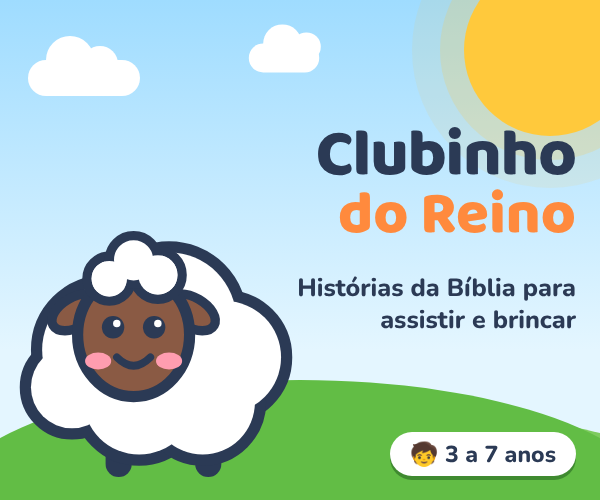 Clubinho
do Reino
Histórias da Bíblia para
assistir e brincar
🧒 3 a 7 anos